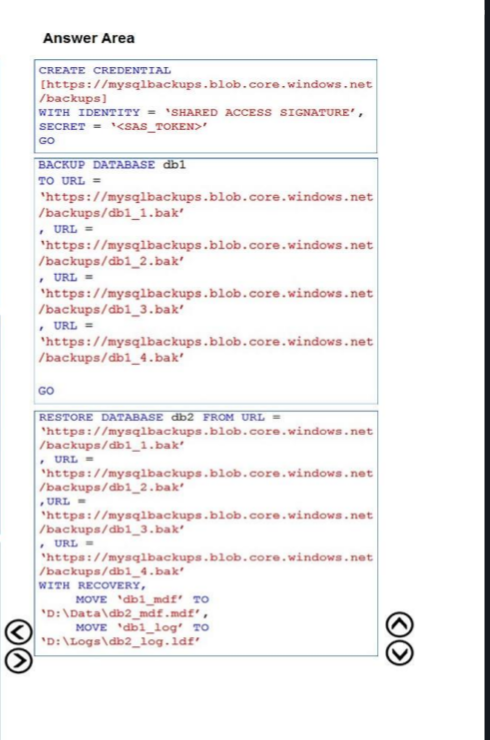 Answer Area
CREATE CREDENTIAL
[https://mysqlbackups.blob.core.windows.net
/backups]
WITH IDENTITY = ‘SHARED ACCESS SIGNATURE’,
SECRET = ‘<SAS_TOKEN>’
GO
BACKUP DATABASE db1
TO URL =
‘https://mysqlbackups.blob.core.windows.net
/backups/db1_1.bak’
, URL =
‘https://mysqlbackups.blob.core.windows.net
/backups/db1_2.bak’
, URL =
‘https://mysqlbackups.blob.core.windows.net
/backups/db1_3.bak’
, URL =
‘https://mysqlbackups.blob.core.windows.net
/backups/db1_4.bak’
GO
RESTORE DATABASE db2 FROM URL =
‘https://mysqlbackups.blob.core.windows.net
/backups/db1_1.bak’
, URL =
‘https://mysqlbackups.blob.core.windows.net
/backups/db1_2.bak’
,URL =
‘https://mysqlbackups.blob.core.windows.net
/backups/db1_3.bak’
, URL =
‘https://mysqlbackups.blob.core.windows.net
/backups/db1_4.bak’
WITH RECOVERY,
MOVE ‘db1_mdf’ TO
‘D:\Data\db2_mdf.mdf’,
MOVE ‘db1_log’ TO
‘D:\Logs\db2_log.ldf’